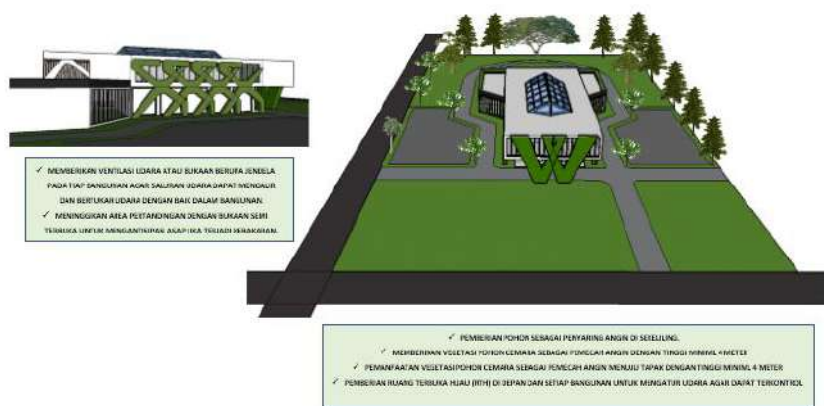 ✓ MEMBERIKAN VENTILASI UDARA ATAU BUKAAN BERUPA JENDELA
PADA TIAP BANGUNAN AGAR SALURAN UDARA DAPAT MENGALIR
DAN BERTUKAR UDARA DENGAN BAIK DALAM BANGUNAN.
✓ MENINGGIKAN AREA PERTANDINGAN DENGAN BUKAAN SEMI
TERBUKA UNTUK MENGANTISIPASI ASAP JIKA TERJADI KEBAKARAN.
W
✓ PEMBERIAN POHON SEBAGAI PENYARING ANGIN DI SEKELILING.
✓ MEMBERIKAN VEGETASI POHON CEMARA SEBAGAI PEMECAH ANGIN DENGAN TINGGI MINIML 4 METER
✓ PEMANFAATAN VEGETASI POHON CEMARA SEBAGAI PEMECAH ANGIN MENUJU TAPAK DENGAN TINGGI MINIML 4 METER
✓ PEMBERIAN RUANG TERBUKA HIJAU (RTH) DI DEPAN DAN SETIAP BANGUNAN UNTUK MENGATUR UDARA AGAR DAPAT TERKONTROL